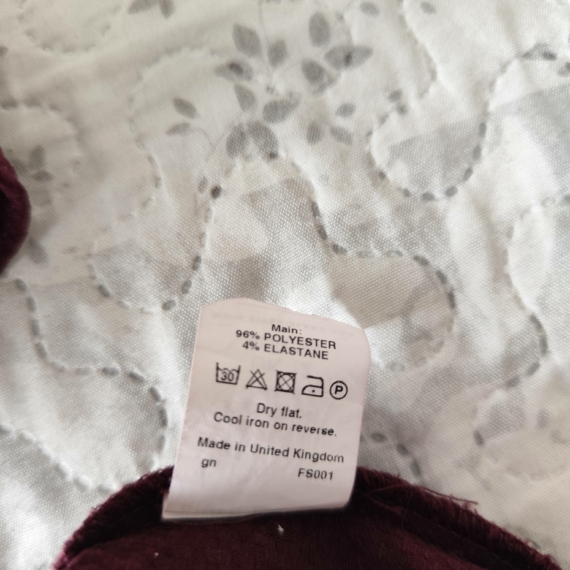 Main:
96% POLYESTER
4% ELASTANE
30 P
Dry flat.
Cool iron on reverse.
Made in United Kingdom
gn FS001